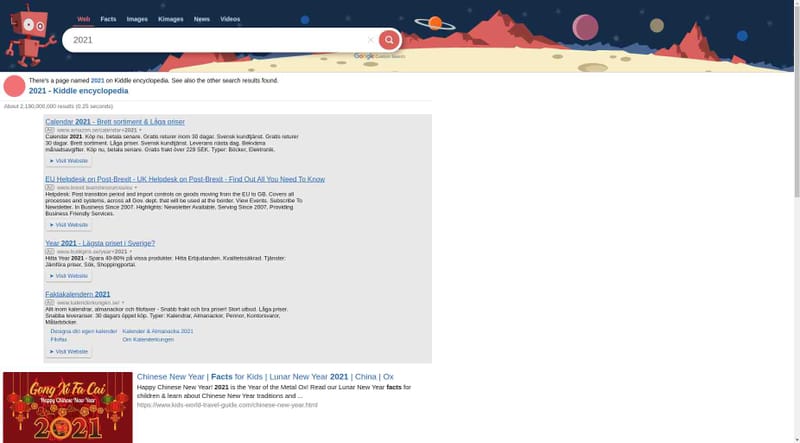 Web Facts Images Kimages News Videos
2021
Google Custom Search
There's a page named 2021 on Kiddle encyclopedia. See also the other search results found.
2021 - Kiddle encyclopedia
About 2,160,000,000 results (0.25 seconds)
Calendar 2021 - Brett sortiment & Låga priser
Ad www.amazon.se/calendar+2021
Calendar 2021. Köp nu, betala senare. Gratis returer inom 30 dagar. Svensk kundtjänst. Gratis returer
30 dagar. Brett sortiment. Låga priser. Svensk kundtjänst. Leverans nästa dag. Bekväma
månadsavgifter. Köp nu, betala senare. Gratis frakt över 229 SEK. Typer: Böcker, Elektronik.
➤ Visit Website
EU Helpdesk on Post-Brexit - UK Helpdesk on Post-Brexit - Find Out All You Need To Know
Ad
Helpdesk: Post transition period and import controls on goods moving from the EU to GB. Covers all
processes and systems, across all Gov. dept. that will be used at the border. View Events. Subscribe To
Newsletter. In Business Since 2007. Highlights: Newsletter Available, Serving Since 2007, Providing
Business Friendly Services.
➤ Visit Website
Year 2021 - Lägsta priset i Sverige?
Ad
Hitta Year 2021 - Spara 40-80% på vissa produkter. Hitta Erbjudanden. Kvalitetssäkrad. Tjänster:
Jämföra priser, Sök, Shoppingportal.
➤ Visit Website
Faktakalendern 2021
Ad www.kalenderkungen.se/
Allt inom kalendrar, almanackor och filofaxer - Snabb frakt och bra priser! Stort utbud. Låga priser.
Snabba leveranser. 30 dagars öppet köp. Typer: Kalendrar, Almanackor, Pennor, Kontorsvaror,
Målarböcker.
Designa din egen kalender Kalender & Almanacka 2021
Filofax Om Kalenderkungen
➤ Visit Website
Chinese New Year | Facts for Kids | Lunar New Year 2021 | China | Ox
Happy Chinese New Year! 2021 is the Year of the Metal Ox! Read our Lunar New Year facts for
children & learn about Chinese New Year traditions and ...
https://www.kids-world-travel-guide.com/chinese-new-year.html
Gong Xi Fa Cai
Happy Chinese New Year
2021